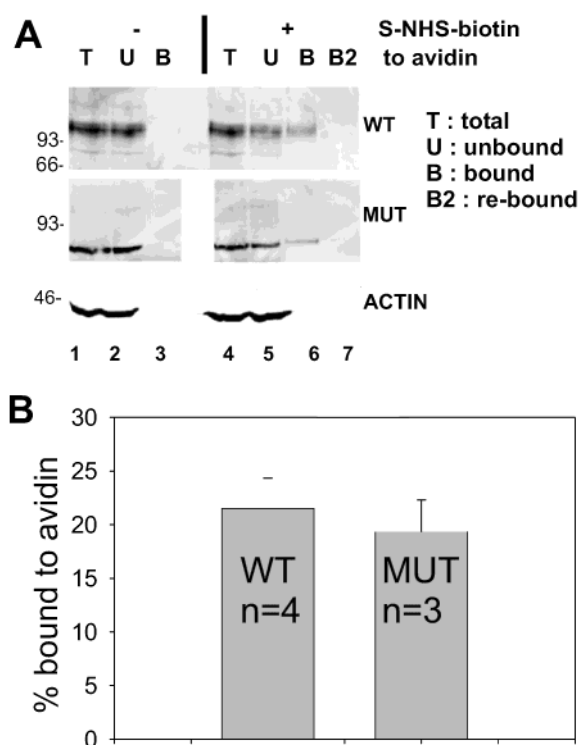 A
- + S-NHS-biotin
T U B T U B B2 to avidin
93-
66-
WT
T : total
U : unbound
B : bound
B2 : re-bound
93-
MUT
46-
ACTIN
1 2 3 4 5 6 7
B
% bound to avidin
30
25
20
15
10
5
0
WT
n=4
MUT
n=3